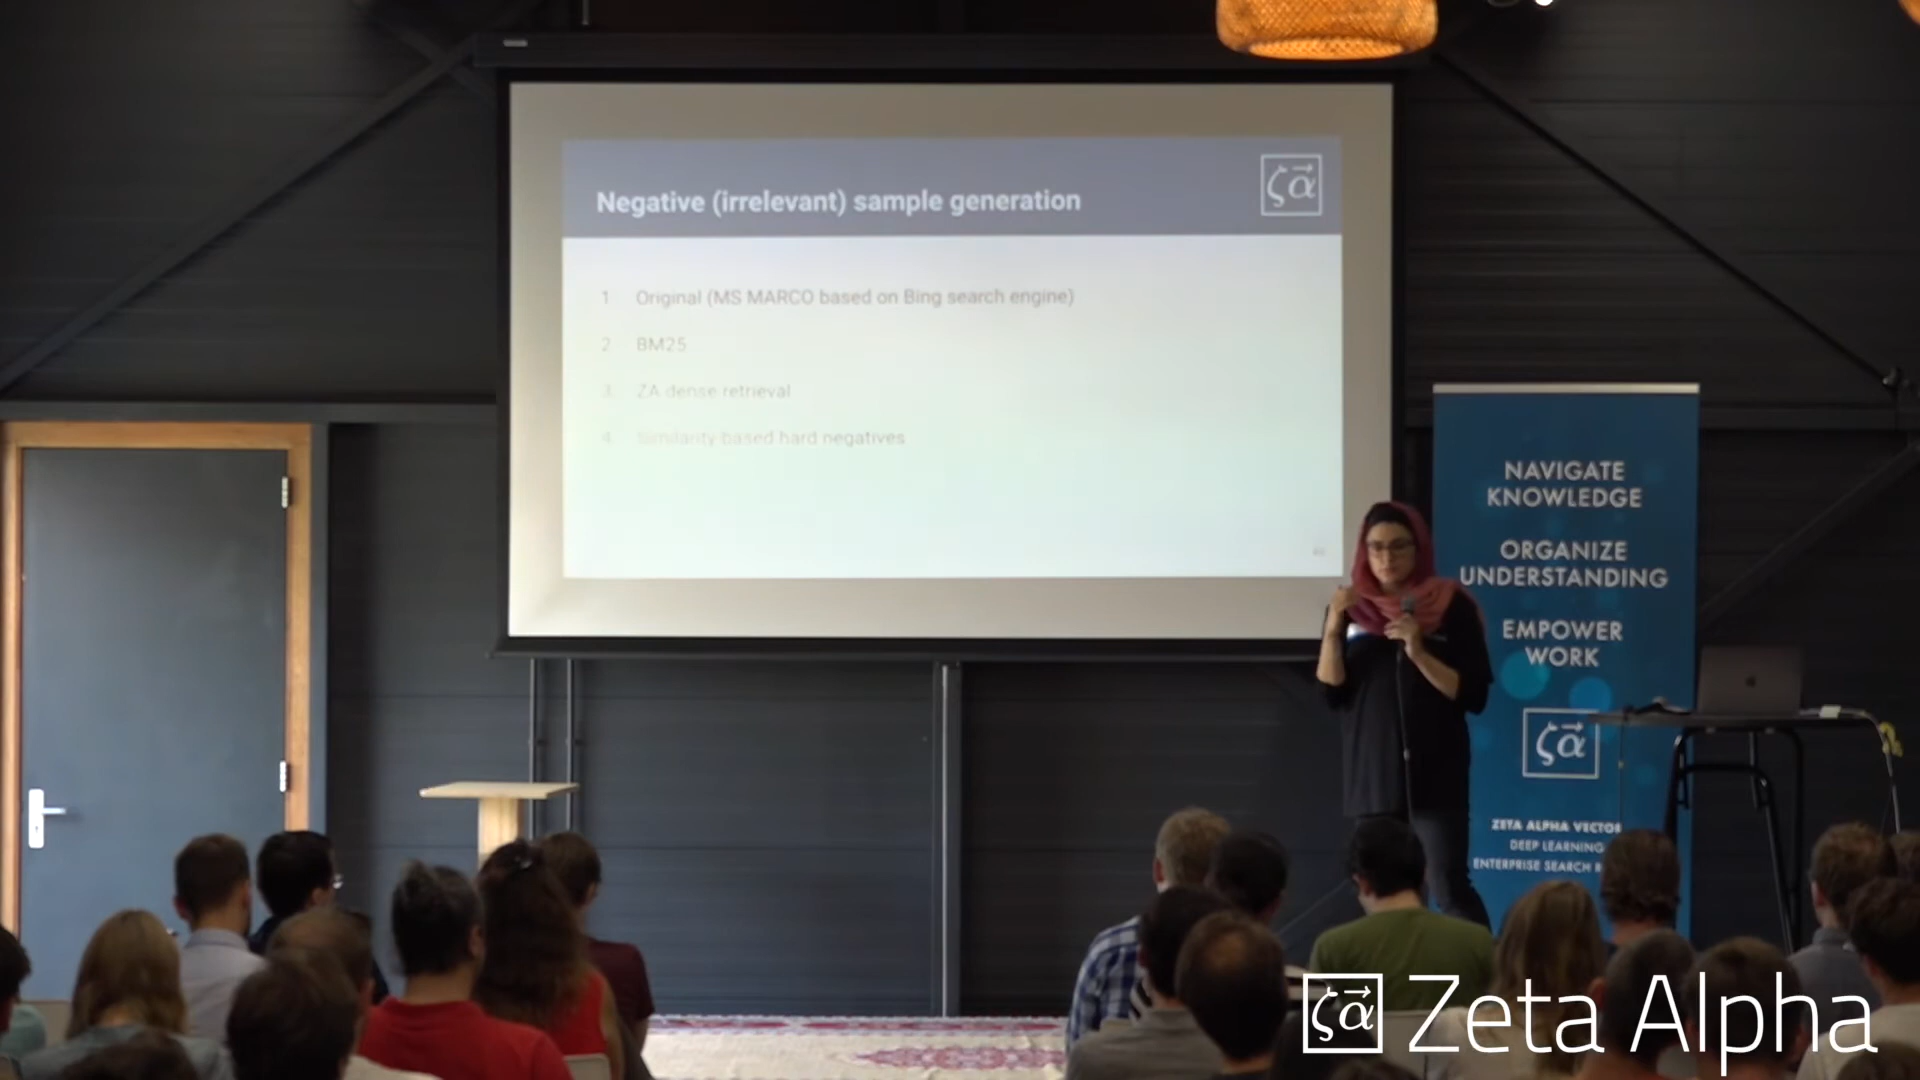 Negative (irrelevant) sample generation
ζα
1. Original (MS MARCO based on Bing search engine)
2. BM25
3. ZA dense retrieval
4. Similarity based hard negatives
NAVIGATE
KNOWLEDGE
ORGANIZE
UNDERSTANDING
EMPOWER
WORK
ζα
ZETA ALPHA VECTOR
DEEP LEARNING
ENTERPRISE SEARCH
ζα Zeta Alpha